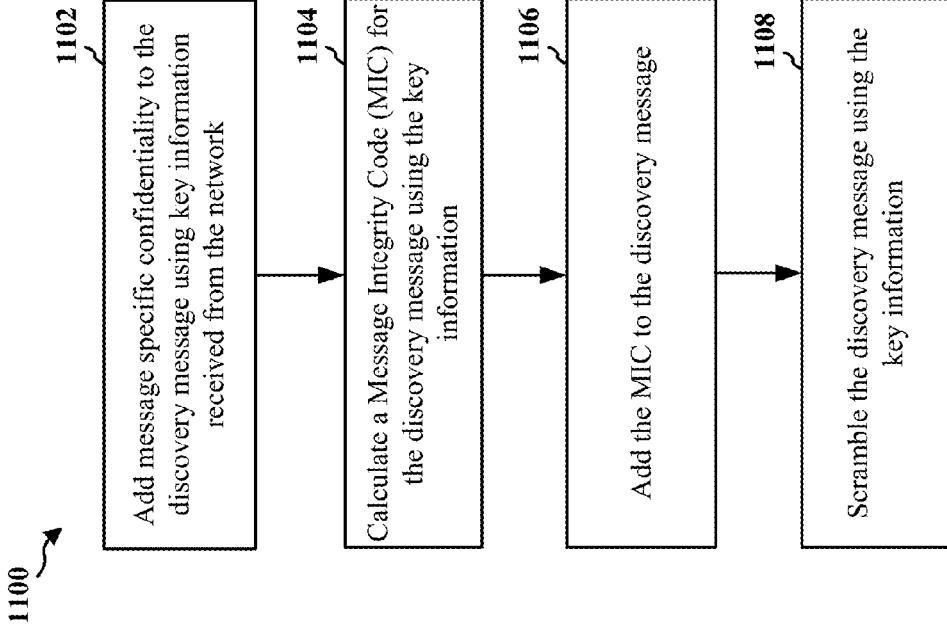 1100
1102
Add message specific confidentiality to the
discovery message using key information
received from the network
1104
Calculate a Message Integrity Code (MIC) for
the discovery message using the key
information
1106
Add the MIC to the discovery message
1108
Scramble the discovery message using the
key information